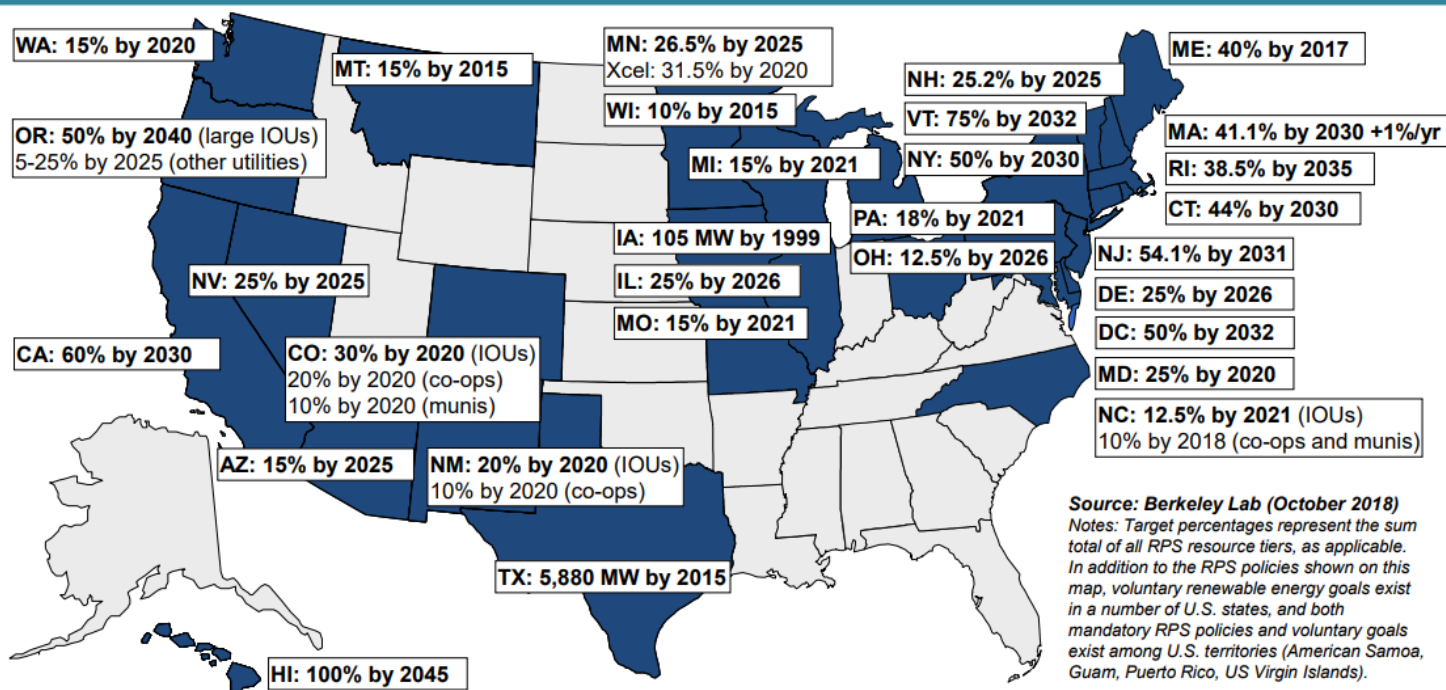 WA: 15% by 2020
MT: 15% by 2015
MN: 26.5% by 2025
Xcel: 31.5% by 2020
ME: 40% by 2017
NH: 25.2% by 2025
WI: 10% by 2015
VT: 75% by 2032
OR: 50% by 2040 (large IOUs)
5-25% by 2025 (other utilities)
MA: 41.1% by 2030 +1%/yr
MI: 15% by 2021
NY: 50% by 2030
RI: 38.5% by 2035
CT: 44% by 2030
PA: 18% by 2021
IA: 105 MW by 1999
OH: 12.5% by 2026
NJ: 54.1% by 2031
NV: 25% by 2025
IL: 25% by 2026
DE: 25% by 2026
MO: 15% by 2021
DC: 50% by 2032
CA: 60% by 2030
CO: 30% by 2020 (IOUs)
20% by 2020 (co-ops)
10% by 2020 (munis)
MD: 25% by 2020
NC: 12.5% by 2021 (IOUs)
10% by 2018 (co-ops and munis)
AZ: 15% by 2025
NM: 20% by 2020 (IOUs)
10% by 2020 (co-ops)
TX: 5,880 MW by 2015
HI: 100% by 2045
Source: Berkeley Lab (October 2018)
Notes: Target percentages represent the sum
total of all RPS resource tiers, as applicable.
In addition to the RPS policies shown on this
map, voluntary renewable energy goals exist
in a number of U.S. states, and both
mandatory RPS policies and voluntary goals
exist among U.S. territories (American Samoa,
Guam, Puerto Rico, US Virgin Islands).